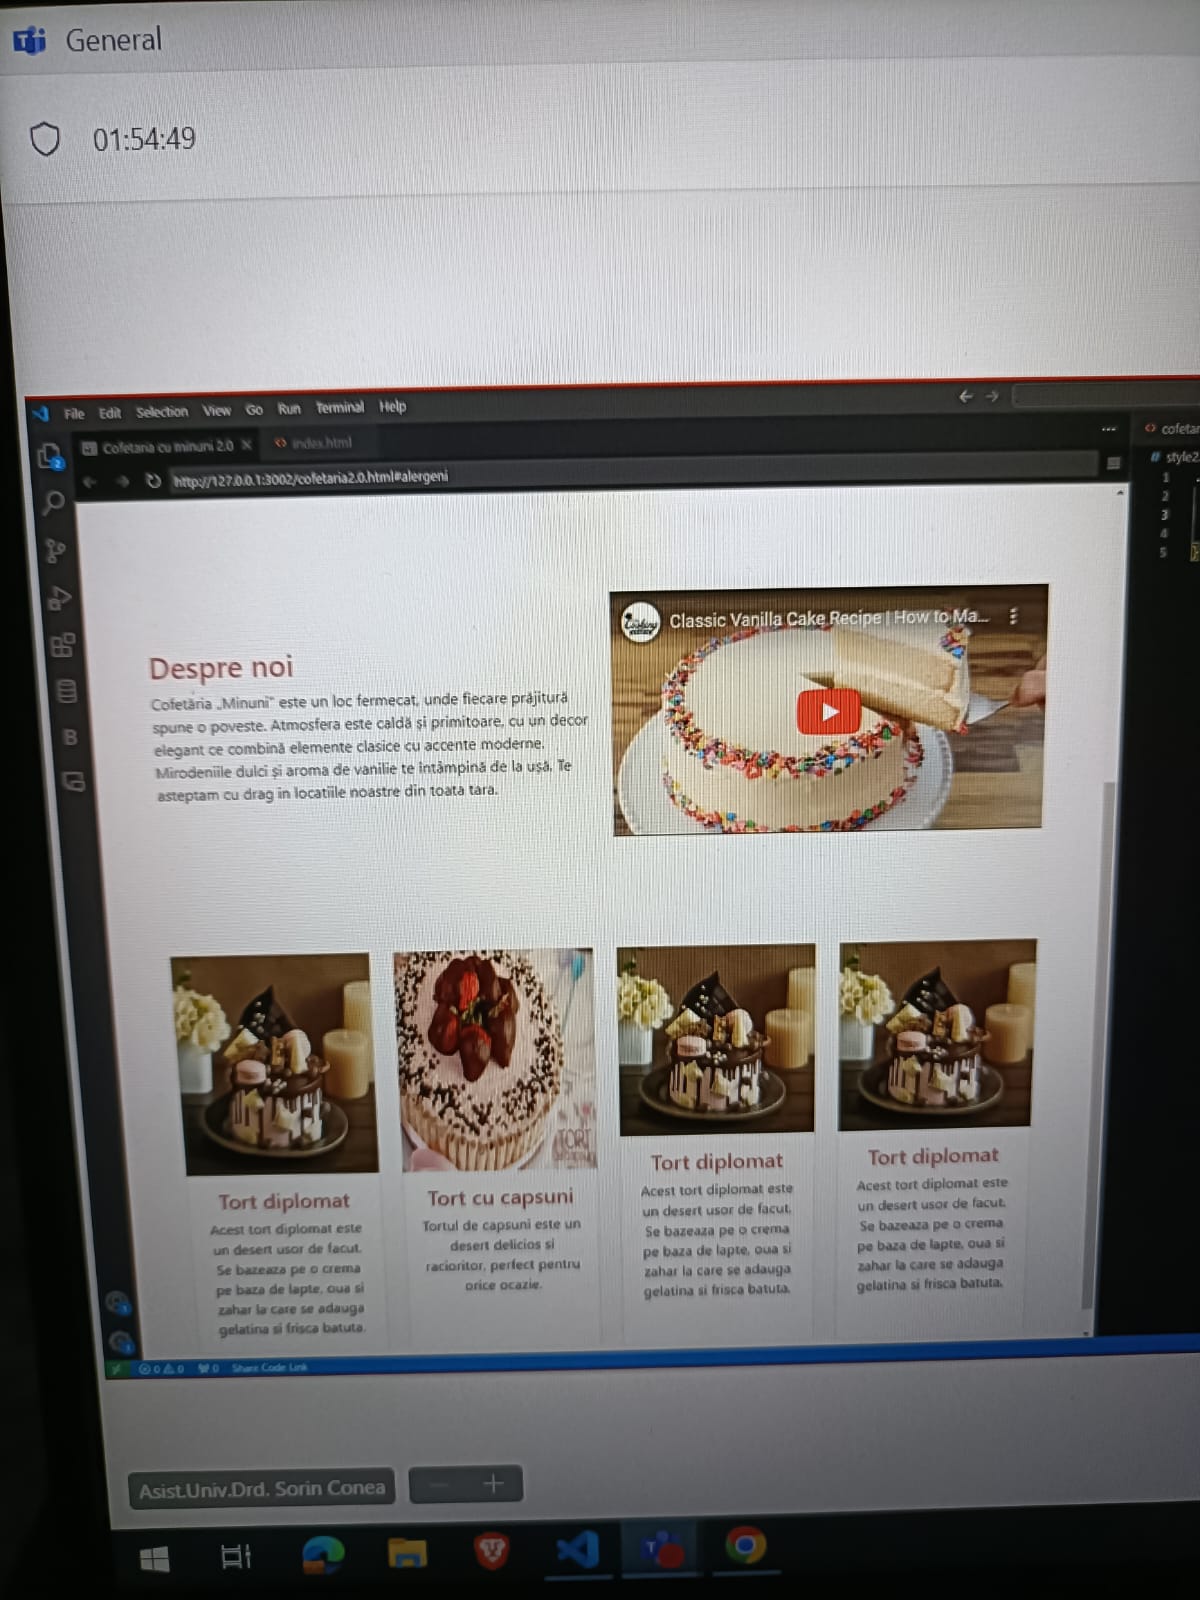 General
01:54:49
File Edit Selection View Go Run Terminal Help
Cofetaria cu minuni 2.0
index.html
http://127.0.0.1:3002/cofetaria2.0.html#alergeni
cofetar
style2
1
2
3
4
5
Classic Vanilla Cake Recipe | How to Ma...
Despre noi
Cofetăria „Minuni” este un loc fermecat, unde fiecare prăjitură
spune o poveste. Atmosfera este caldă și primitoare, cu un decor
elegant ce combină elemente clasice cu accente moderne.
Mirodeniile dulci și aroma de vanilie te întâmpină de la ușă. Te
asteptam cu drag in locatiile noastre din toata tara.
TORT
Tort diplomat
Acest tort diplomat este
un desert usor de facut.
Se bazeaza pe o crema
pe baza de lapte, oua si
zahar la care se adauga
gelatina si frisca batuta.
Tort cu capsuni
Tortul de capsuni este un
desert delicios si
racioritor, perfect pentru
orice ocazie.
Tort diplomat
Acest tort diplomat este
un desert usor de facut.
Se bazeaza pe o crema
pe baza de lapte, oua si
zahar la care se adauga
gelatina si frisca batuta.
Tort diplomat
Acest tort diplomat este
un desert usor de facut.
Se bazeaza pe o crema
pe baza de lapte, oua si
zahar la care se adauga
gelatina si frisca batuta.
0 0 0 Share Code Link
Asist.Univ.Drd. Sorin Conea